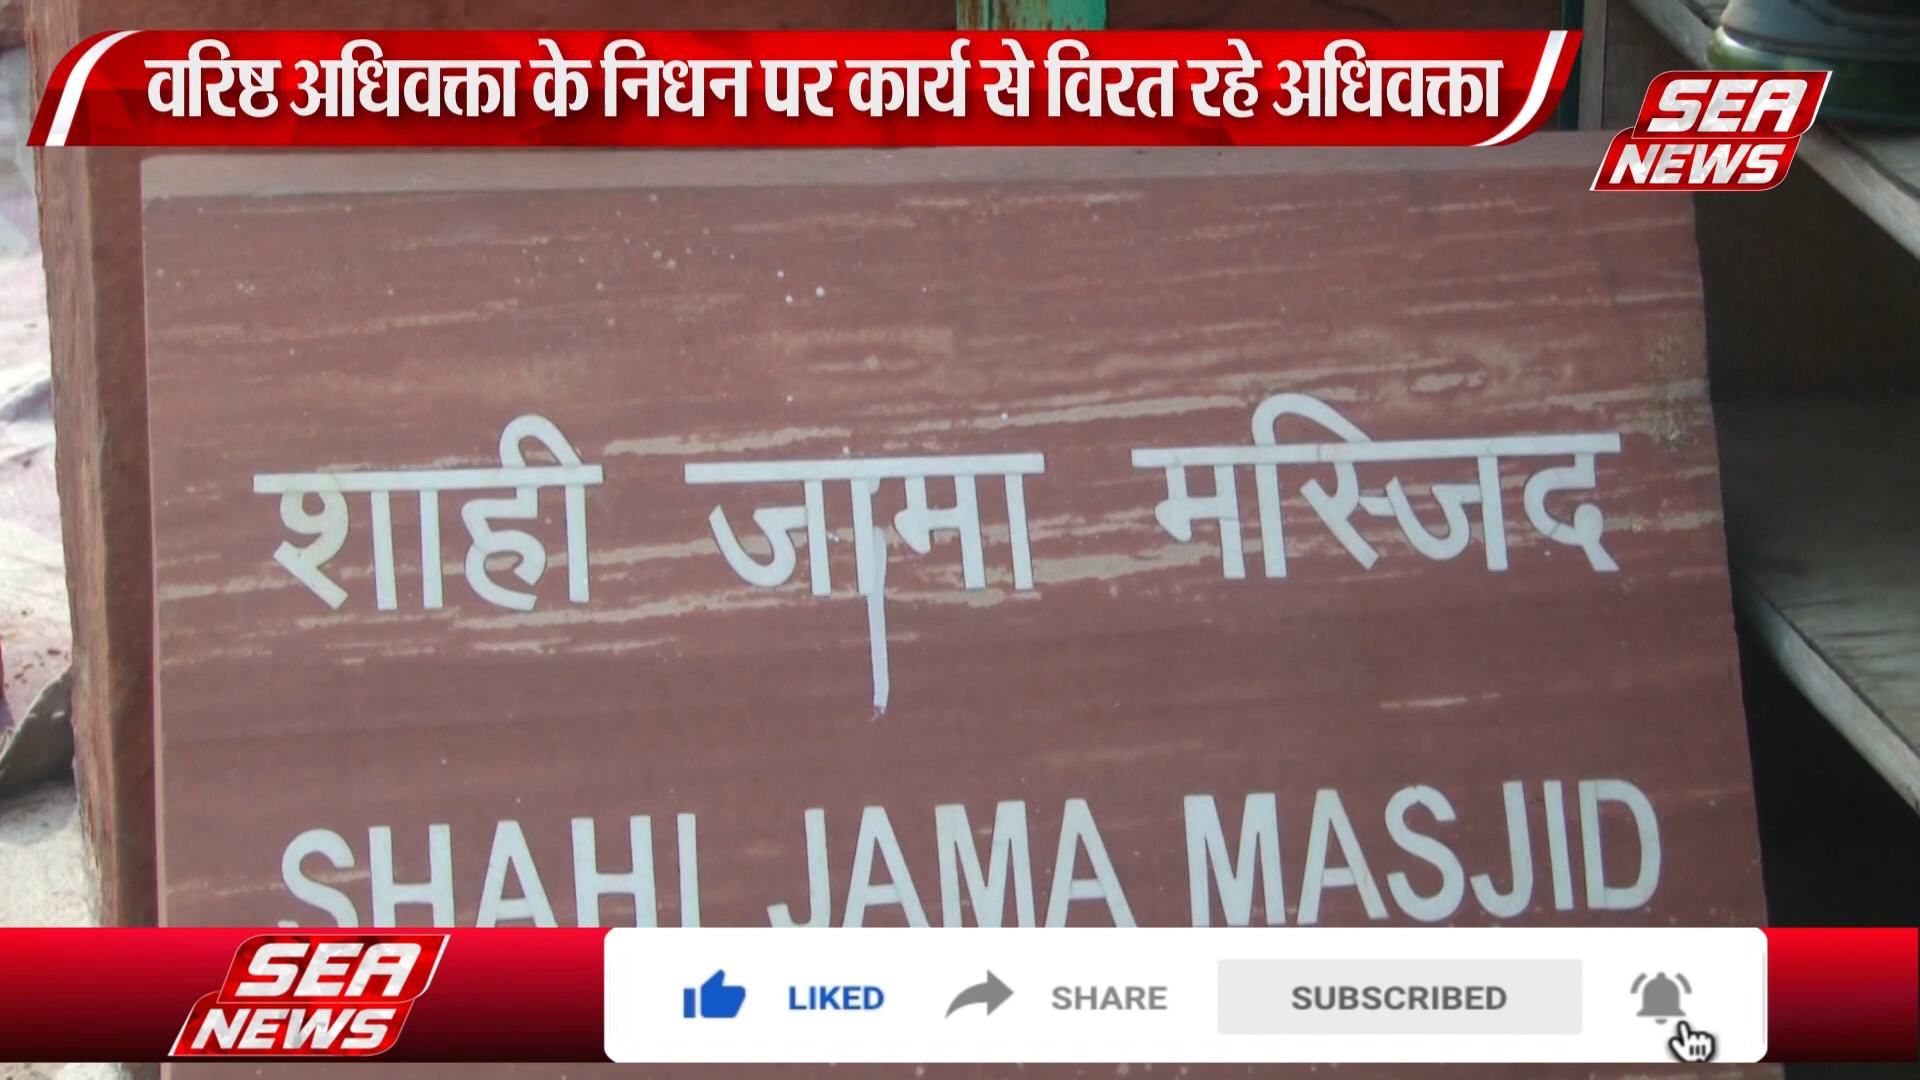 वरिष्ठ अधिवक्ता के निधन पर कार्य से विरत रहे अधिवक्ता
SEA
NEWS
शाही जामा मस्जिद
SHAHI JAMA MASJID
SEA
NEWS
LIKED SHARE SUBSCRIBED